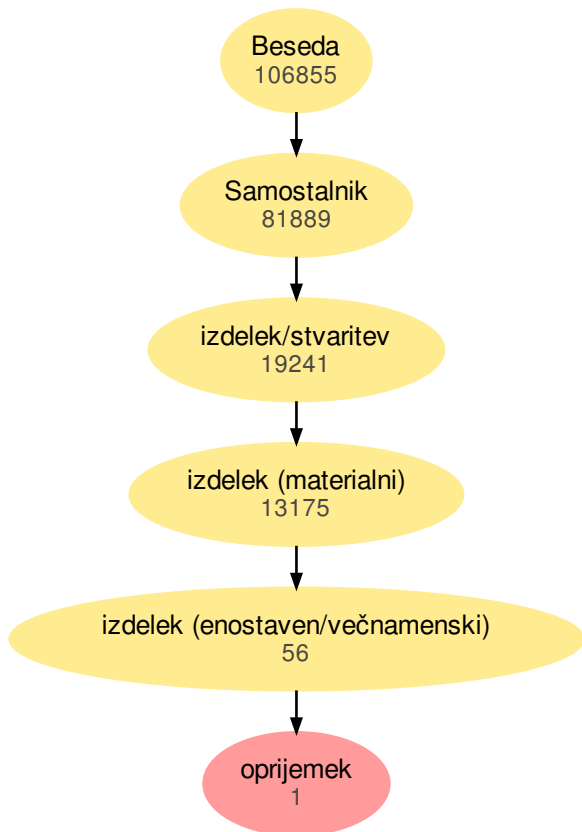 Beseda
106855
Samostalnik
81889
izdelek/stvaritev
19241
izdelek (materialni)
13175
izdelek (enostaven/večnamenski)
56
oprijemek
1